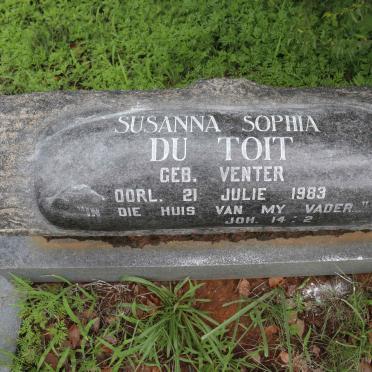 SUSANNA SOPHIA
DU TOIT
GEB. VENTER
OORL. 21 JULIE 1983
"IN DIE HUIS VAN MY VADER"
JOH. 14:2